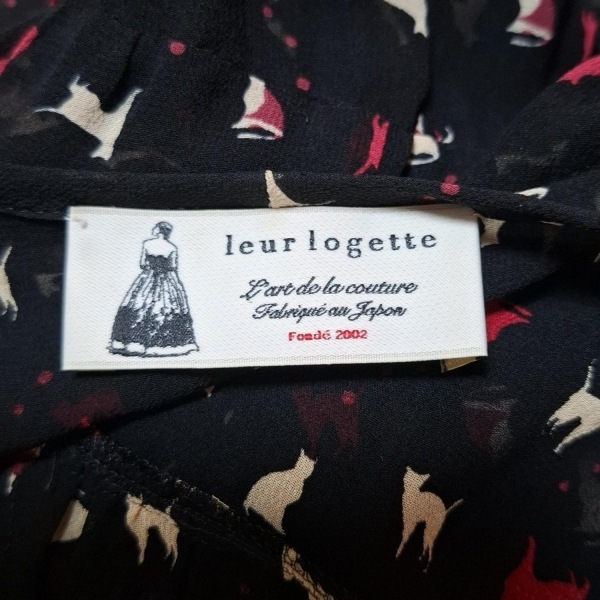 leur logette
L'art de la couture
Fabriqué au Japon
Fondé 2002